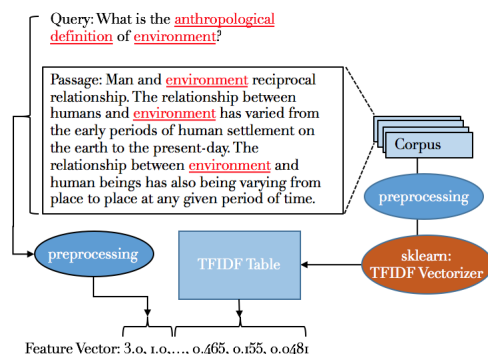 Query: What is the anthropological
definition of environment?
Passage: Man and environment reciprocal
relationship. The relationship between
humans and environment has varied from
the early periods of human settlement on
the earth to the present-day. The
relationship between environment and
human beings has also being varying from
place to place at any given period of time.
Corpus
preprocessing
sklearn:
TFIDF Vectorizer
TFIDF Table
preprocessing
Feature Vector: 3.0, 1.0,..., 0.465, 0.155, 0.0481